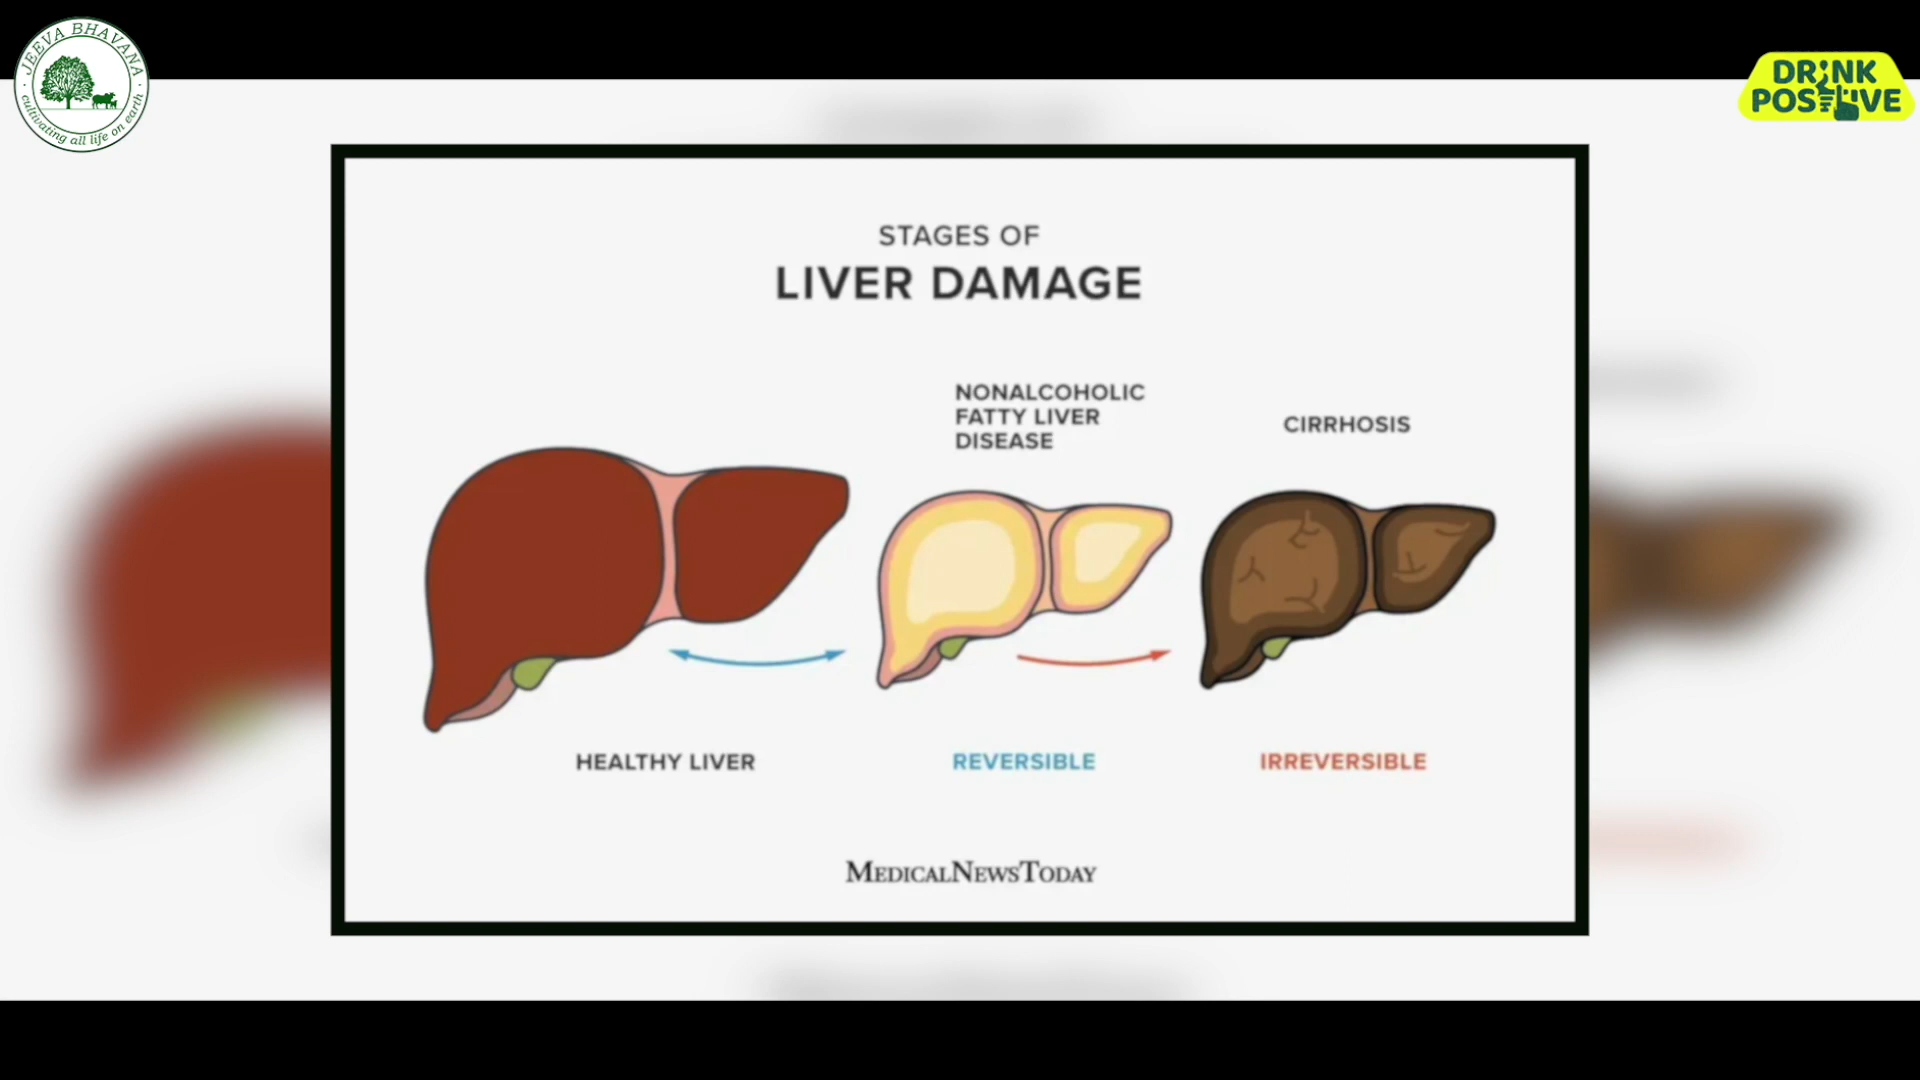 JEEVA BHAVANA
cultivating all life on earth
DRINK
POSITIVE
STAGES OF
LIVER DAMAGE
NONALCOHOLIC
FATTY LIVER
DISEASE
CIRRHOSIS
HEALTHY LIVER
REVERSIBLE
IRREVERSIBLE
MEDICALNEWSTODAY